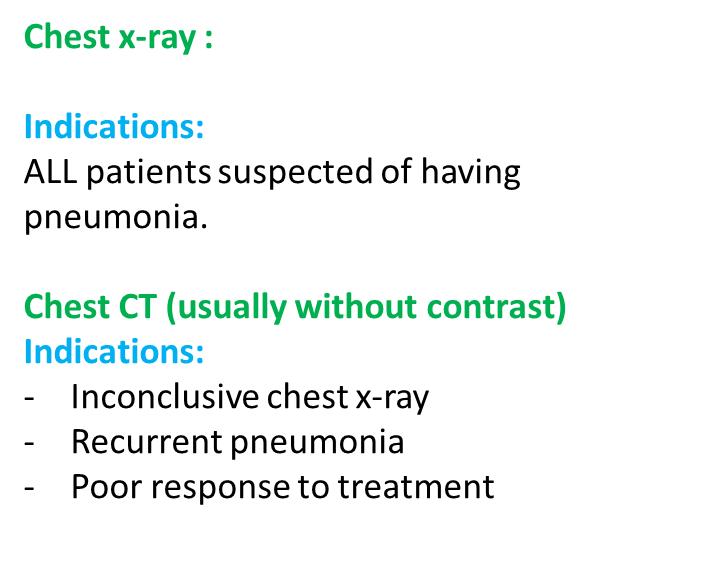 Chest x-ray :
Indications:
ALL patients suspected of having
pneumonia.
Chest CT (usually without contrast)
Indications:
- Inconclusive chest x-ray
- Recurrent pneumonia
- Poor response to treatment